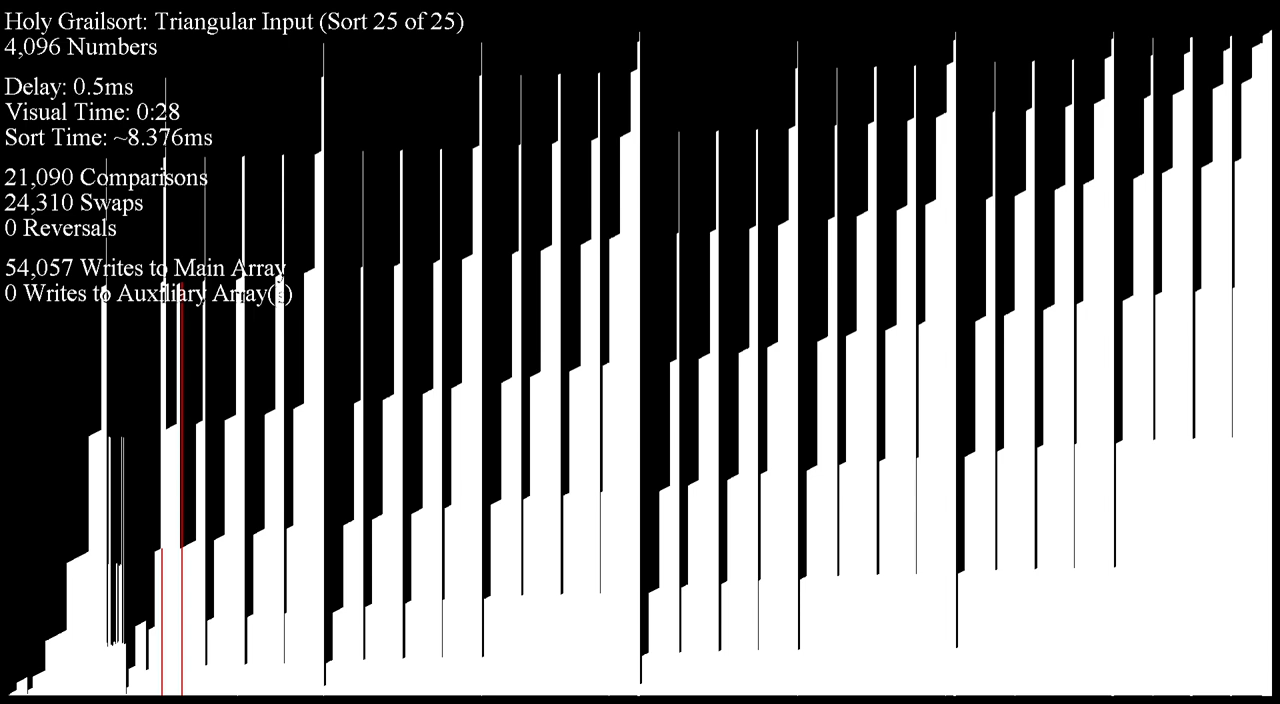 Holy Grailsort: Triangular Input (Sort 25 of 25)
4,096 Numbers
Delay: 0.5ms
Visual Time: 0:28
Sort Time: ~8.376ms
21,090 Comparisons
24,310 Swaps
0 Reversals
54,057 Writes to Main Array
0 Writes to Auxiliary Array(s)